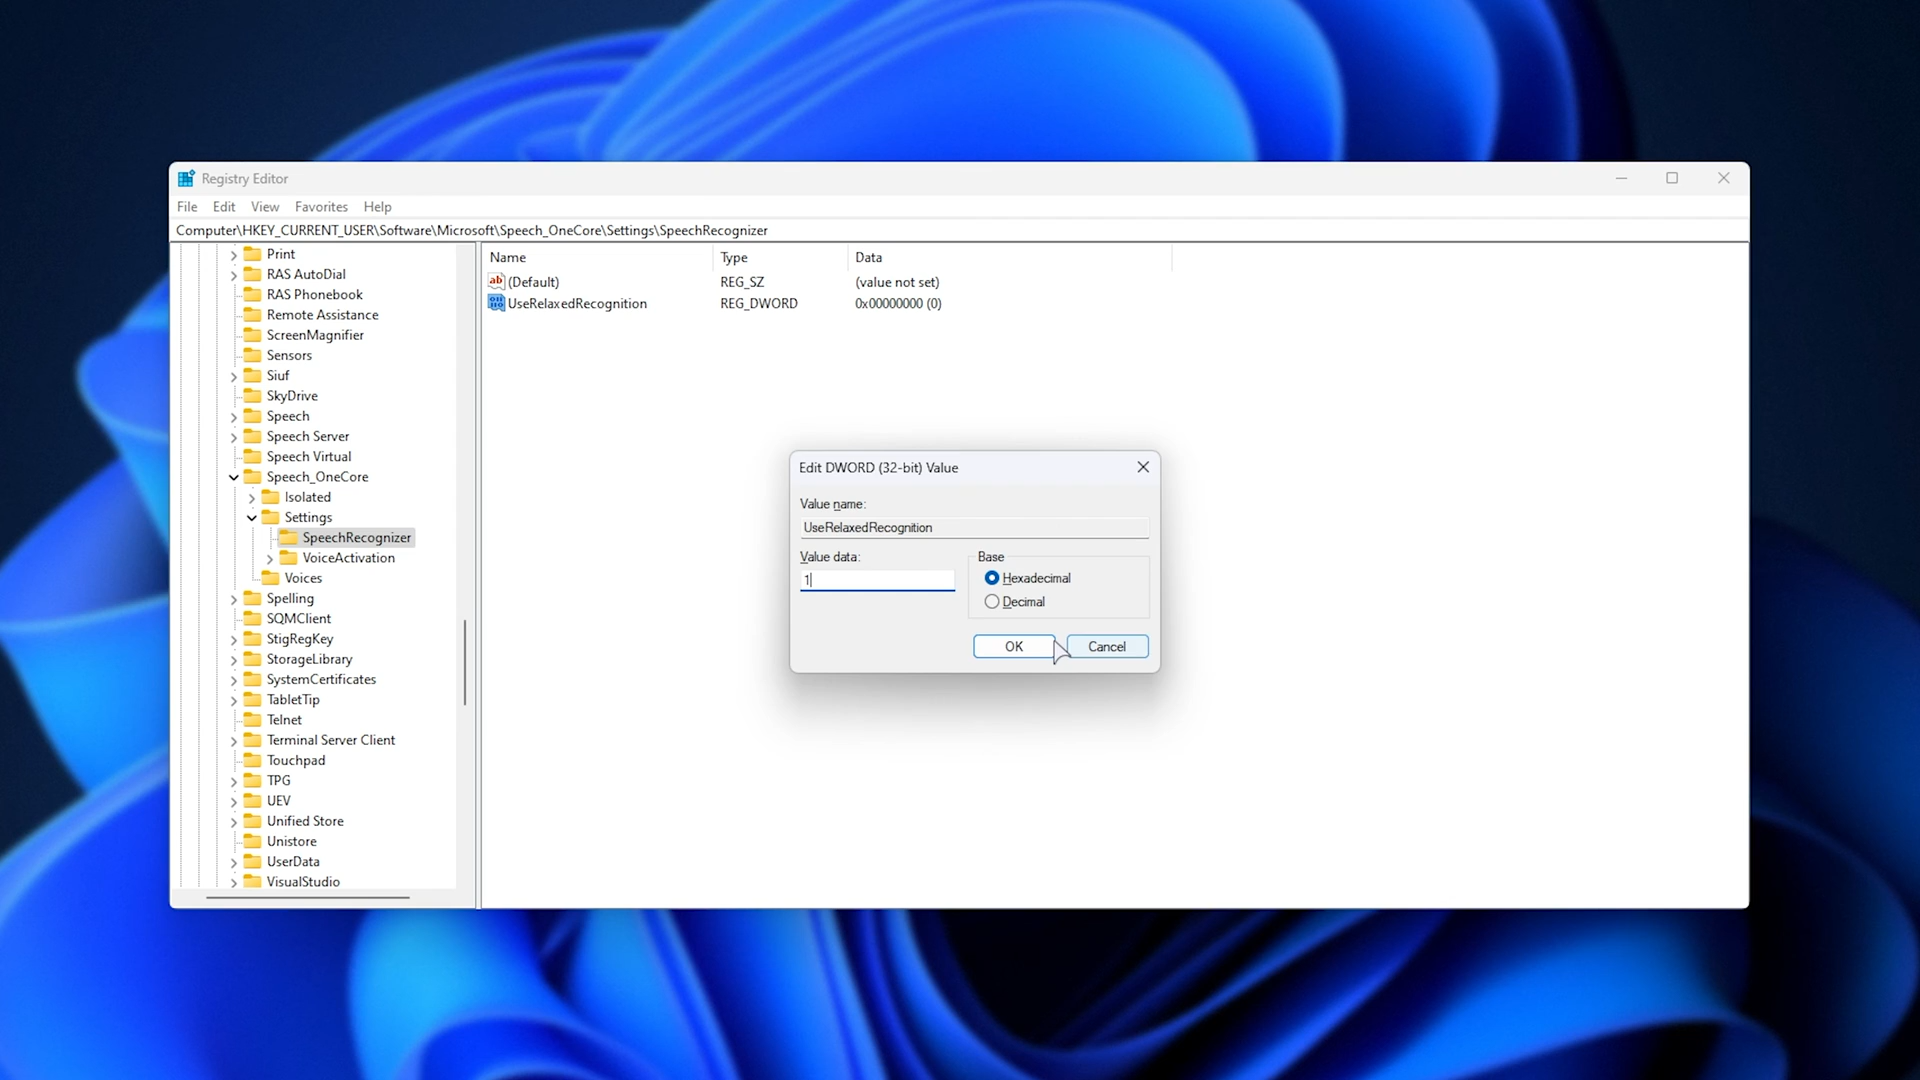 Registry Editor
File Edit View Favorites Help
Computer\HKEY_CURRENT_USER\Software\Microsoft\Speech_OneCore\Settings\SpeechRecognizer
Print
RAS AutoDial
RAS Phonebook
Remote Assistance
ScreenMagnifier
Sensors
Siuf
SkyDrive
Speech
Speech Server
Speech Virtual
Speech_OneCore
Isolated
Settings
SpeechRecognizer
VoiceActivation
Voices
Spelling
SQMClient
StigRegKey
StorageLibrary
SystemCertificates
TabletTip
Telnet
Terminal Server Client
Touchpad
TPG
UEV
Unified Store
Unistore
UserData
VisualStudio
Name Type Data
(Default) REG_SZ (value not set)
UseRelaxedRecognition REG_DWORD 0x00000000 (0)
Edit DWORD (32-bit) Value
Value name:
UseRelaxedRecognition
Value data:
1
Base
Hexadecimal
Decimal
OK Cancel